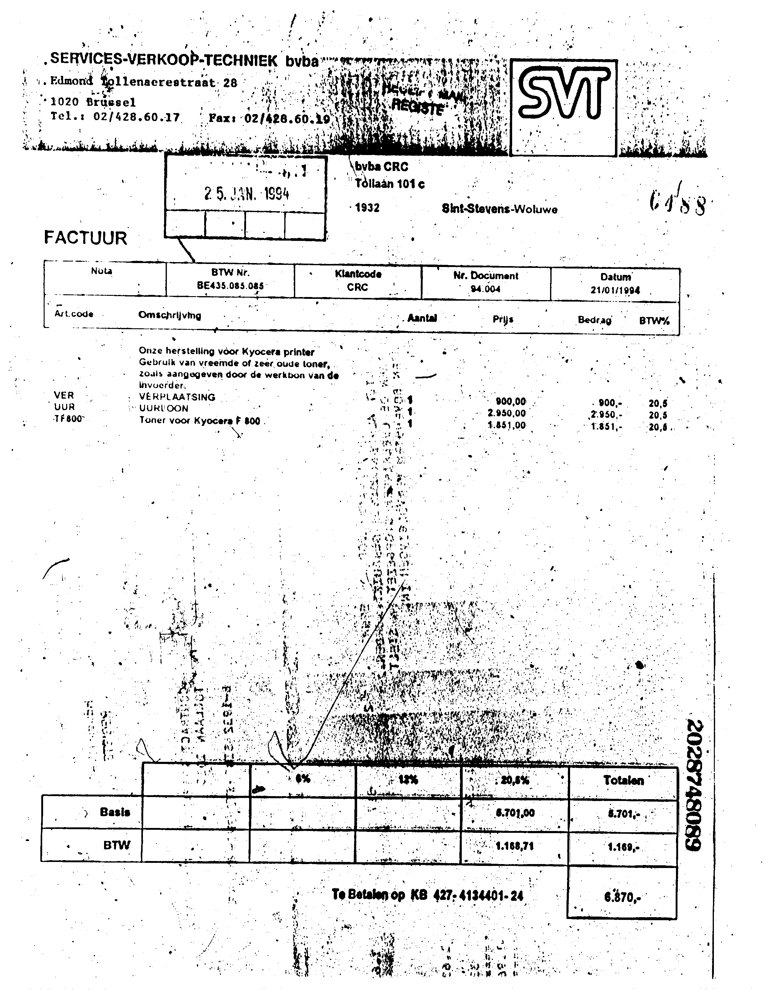 SERVICES-VERKOOP-TECHNIEK bvba
Edmond Tollenaerestraat 28
1020 Brussel
Tel.: 02/428.60.17 Fax: 02/428.60.19
REGISTE
SVT
25. JAN. 1994
bvba CRC
Tollaan 101 c
1932 Sint-Stevens-Woluwe
FACTUUR
Nota BTW Nr. Klantcode Nr. Document Datum
BE435.085.085 CRC 94.004 21/01/1994
Art.code Omschrijving Aantal Prijs Bedrag BTW%
Onze herstelling voor Kyocera printer
Gebruik van vreemde of zeer oude toner,
zoals aangegeven door de werkbon van de
invoerder.
VER VERPLAATSING 1 900,00 900,- 20,5
UUR UURLOON 1 2.950,00 2.950,- 20,5
TF800 Toner voor Kyocera F 800 1 1.851,00 1.851,- 20,5
6% 13% 20,5% Totalen
Basis 5.701,00 5.701,-
BTW 1.168,71 1.169,-
Te Betalen op KB 427-4134401-24 6.870,-
2028748089